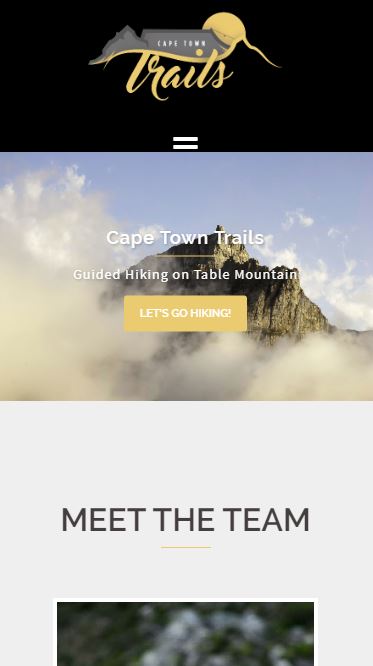 CAPE TOWN
Trails
Cape Town Trails
Guided Hiking on Table Mountain
LET'S GO HIKING!
MEET THE TEAM